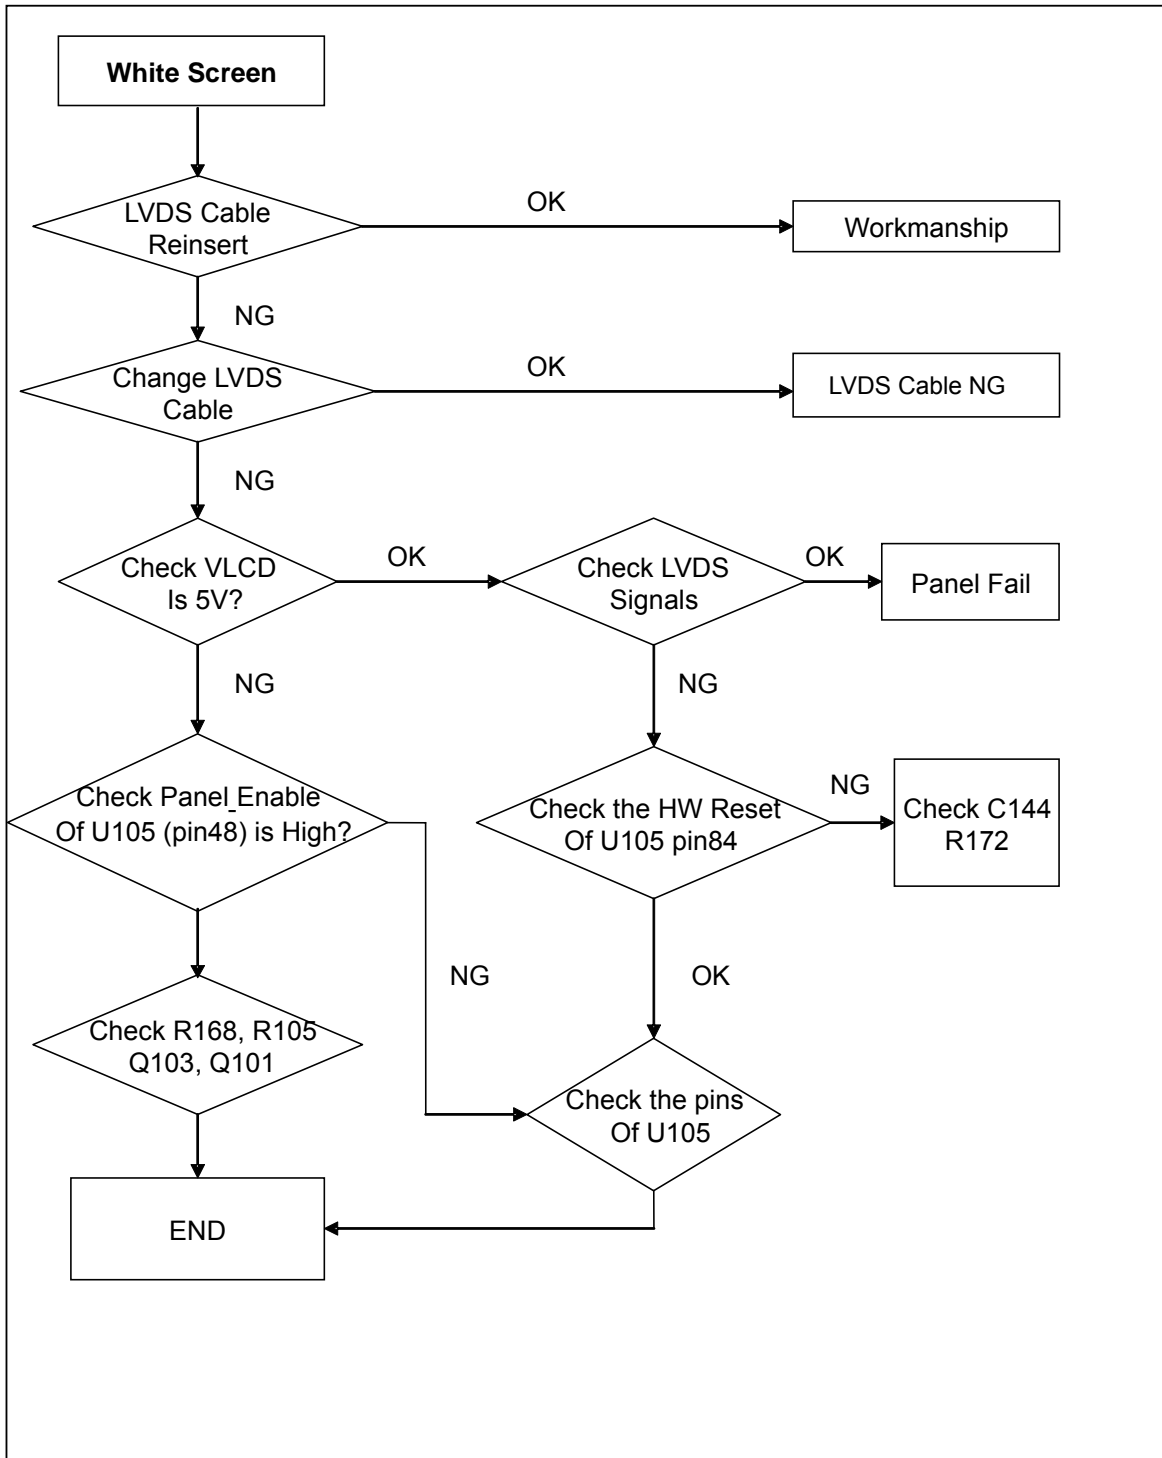 White Screen
LVDS Cable
Reinsert
OK
Workmanship
NG
Change LVDS
Cable
OK
LVDS Cable NG
NG
Check VLCD
Is 5V?
OK
Check LVDS
Signals
OK
Panel Fail
NG
NG
Check Panel_Enable
Of U105 (pin48) is High?
Check the HW Reset
Of U105 pin84
NG
Check C144
R172
NG
OK
Check R168, R105
Q103, Q101
Check the pins
Of U105
END